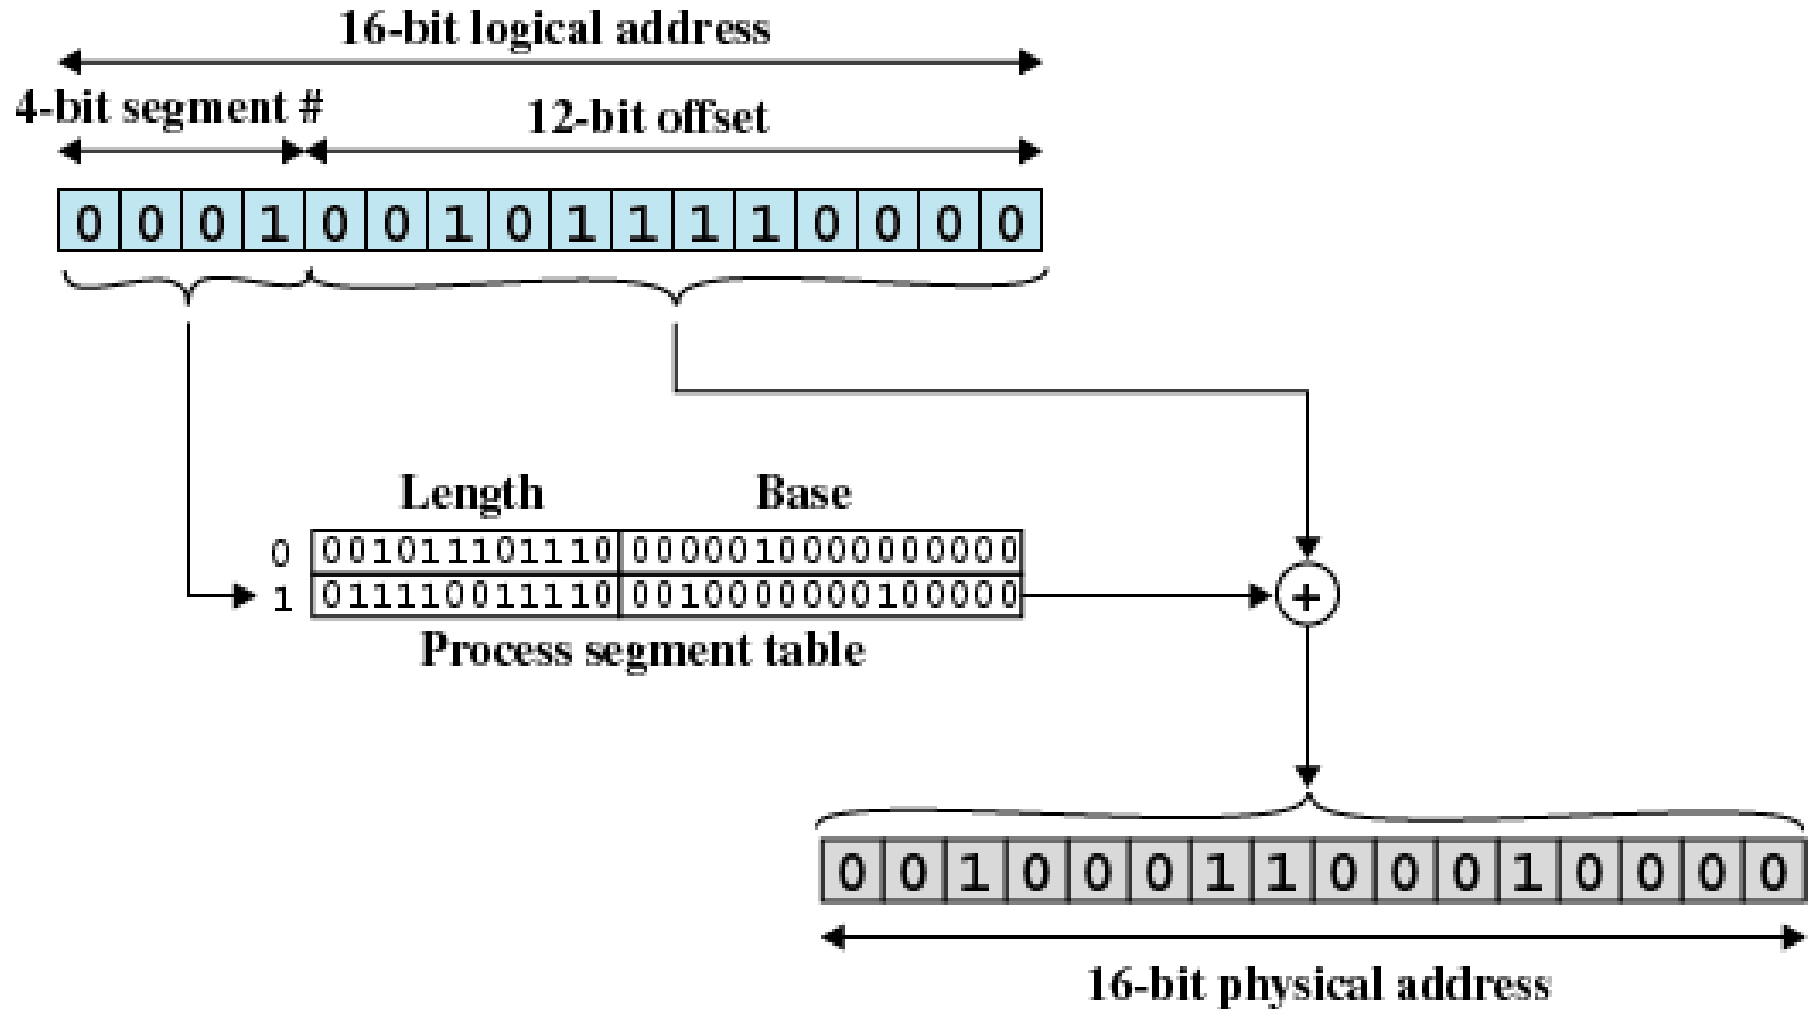 16-bit logical address
4-bit segment # 12-bit offset
0 0 0 1 0 0 1 0 1 1 1 1 0 0 0 0
Length Base
0 001011101110 0000010000000000
1 011110011110 0010000000100000
+
Process segment table
0 0 1 0 0 0 1 1 0 0 0 1 0 0 0 0
16-bit physical address